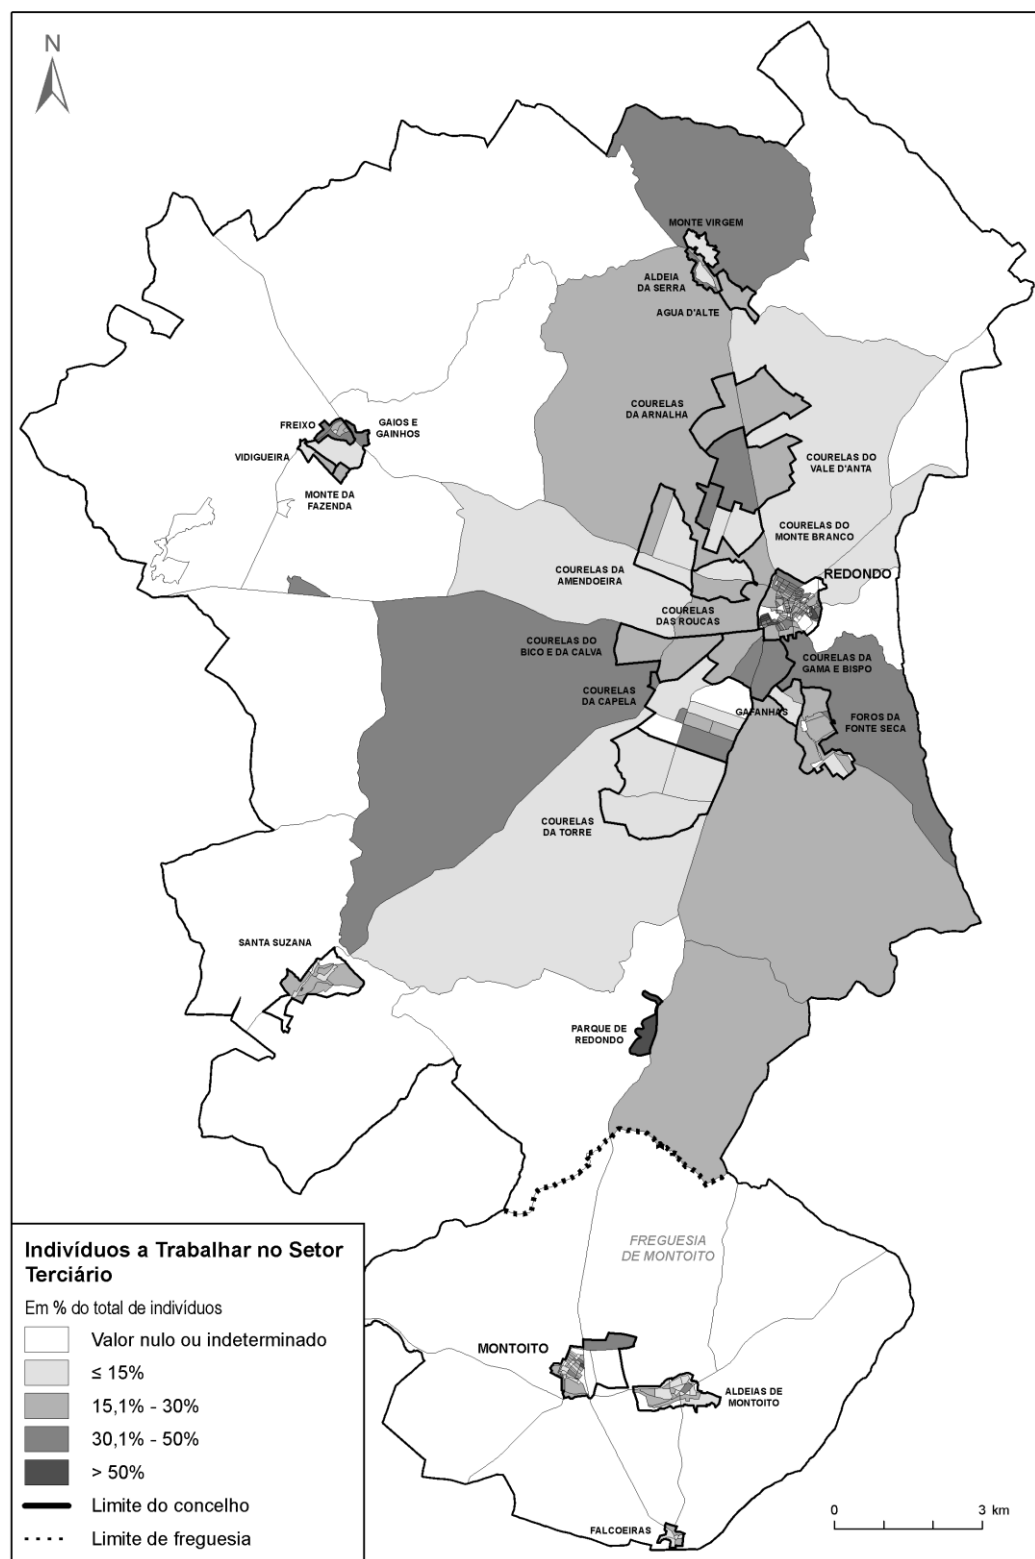 N
MONTE VIRGEM
ALDEIA
DA SERRA
AGUA D'ALTE
COURELAS
DA ARNALHA
FREIXO
GAIOS E
GAINHOS
VIDIGUEIRA
MONTE DA
FAZENDA
COURELAS DO
VALE D'ANTA
COURELAS DO
MONTE BRANCO
COURELAS DA
AMENDOEIRA
REDONDO
COURELAS
DAS ROUCAS
COURELAS DO
BICO E DA CALVA
COURELAS DA
GAMA E BISPO
COURELAS
DA CAPELA
GAFANHAS
FOROS DA
FONTE SECA
COURELAS
DA TORRE
SANTA SUZANA
PARQUE DE
REDONDO
FREGUESIA
DE MONTOITO
MONTOITO
ALDEIAS DE
MONTOITO
FALCOEIRAS
Indivíduos a Trabalhar no Setor
Terciário
Em % do total de indivíduos
Valor nulo ou indeterminado
≤ 15%
15,1% - 30%
30,1% - 50%
> 50%
Limite do concelho
Limite de freguesia
0 3 km